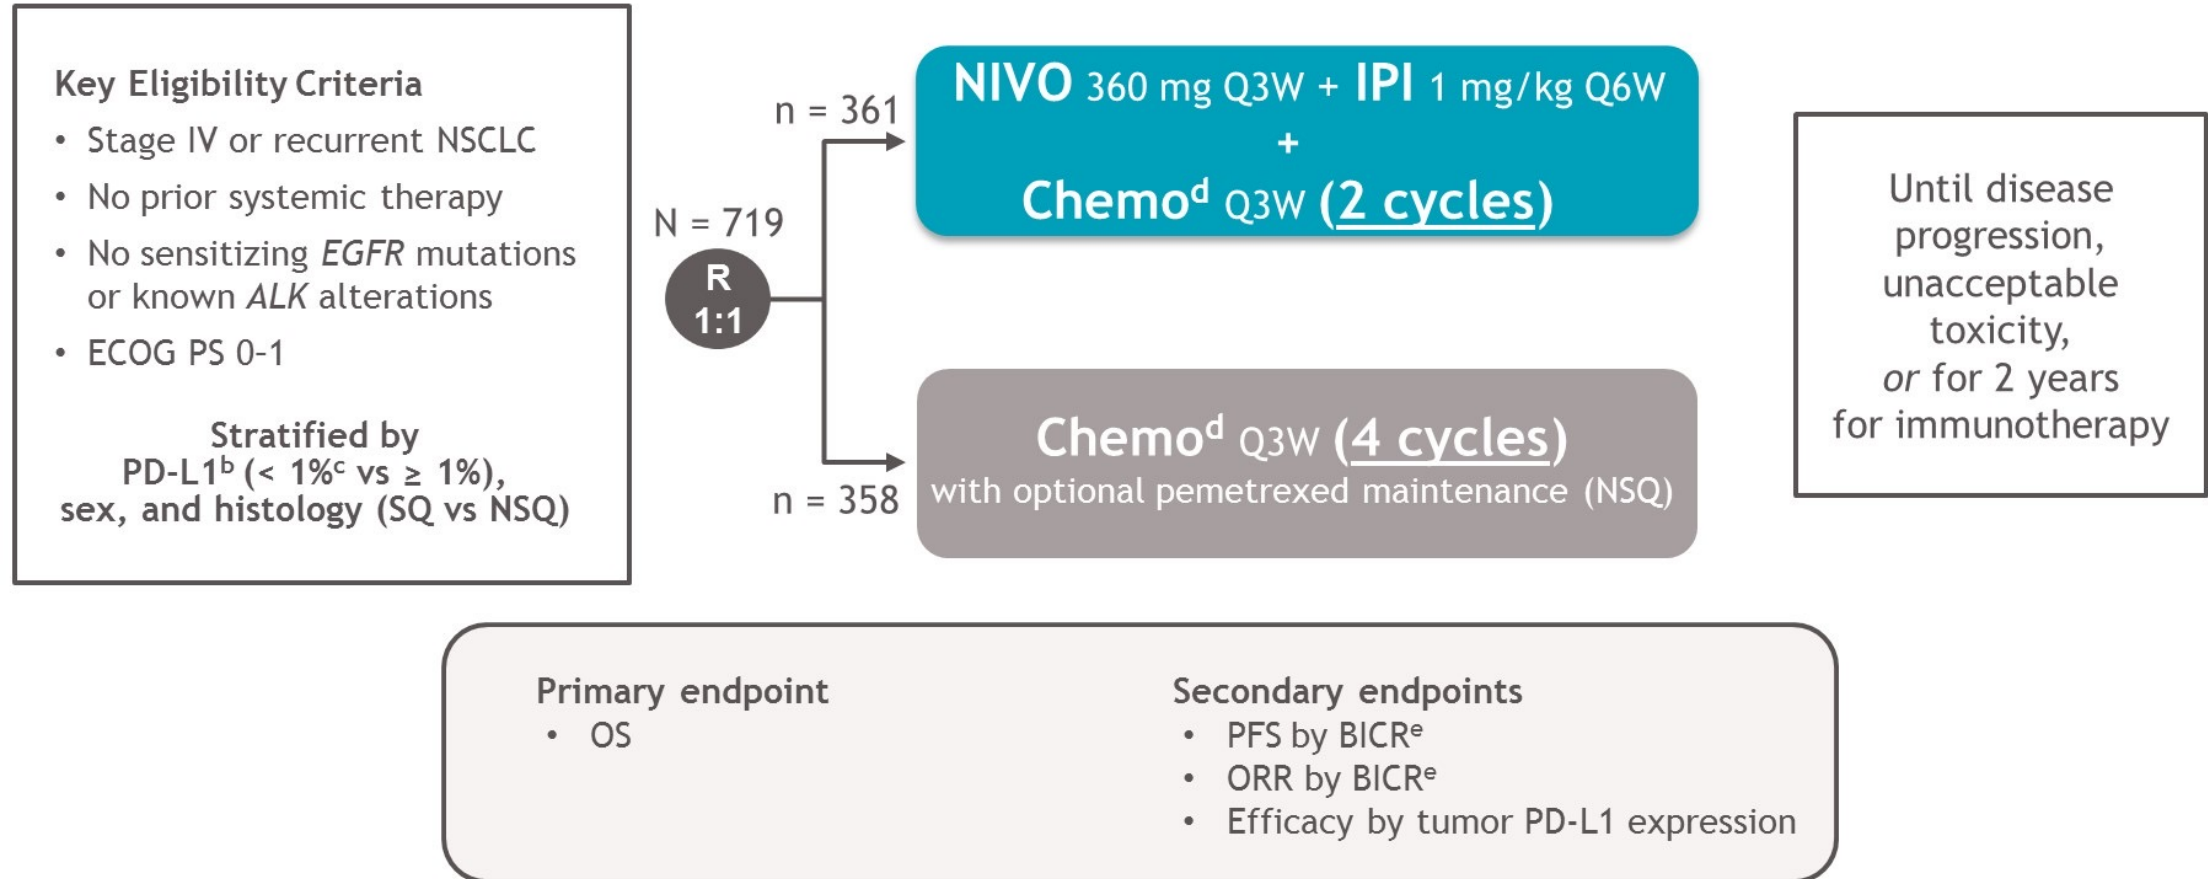 Key Eligibility Criteria
• Stage IV or recurrent NSCLC
• No prior systemic therapy
• No sensitizing EGFR mutations
or known ALK alterations
• ECOG PS 0–1
Stratified by
PD-L1ᵇ (< 1%ᶜ vs ≥ 1%),
sex, and histology (SQ vs NSQ)
N = 719
R
1:1
n = 361
NIVO 360 mg Q3W + IPI 1 mg/kg Q6W
+
Chemoᵈ Q3W (2 cycles)
n = 358
Chemoᵈ Q3W (4 cycles)
with optional pemetrexed maintenance (NSQ)
Until disease
progression,
unacceptable
toxicity,
or for 2 years
for immunotherapy
Primary endpoint
• OS
Secondary endpoints
• PFS by BICRᵉ
• ORR by BICRᵉ
• Efficacy by tumor PD-L1 expression